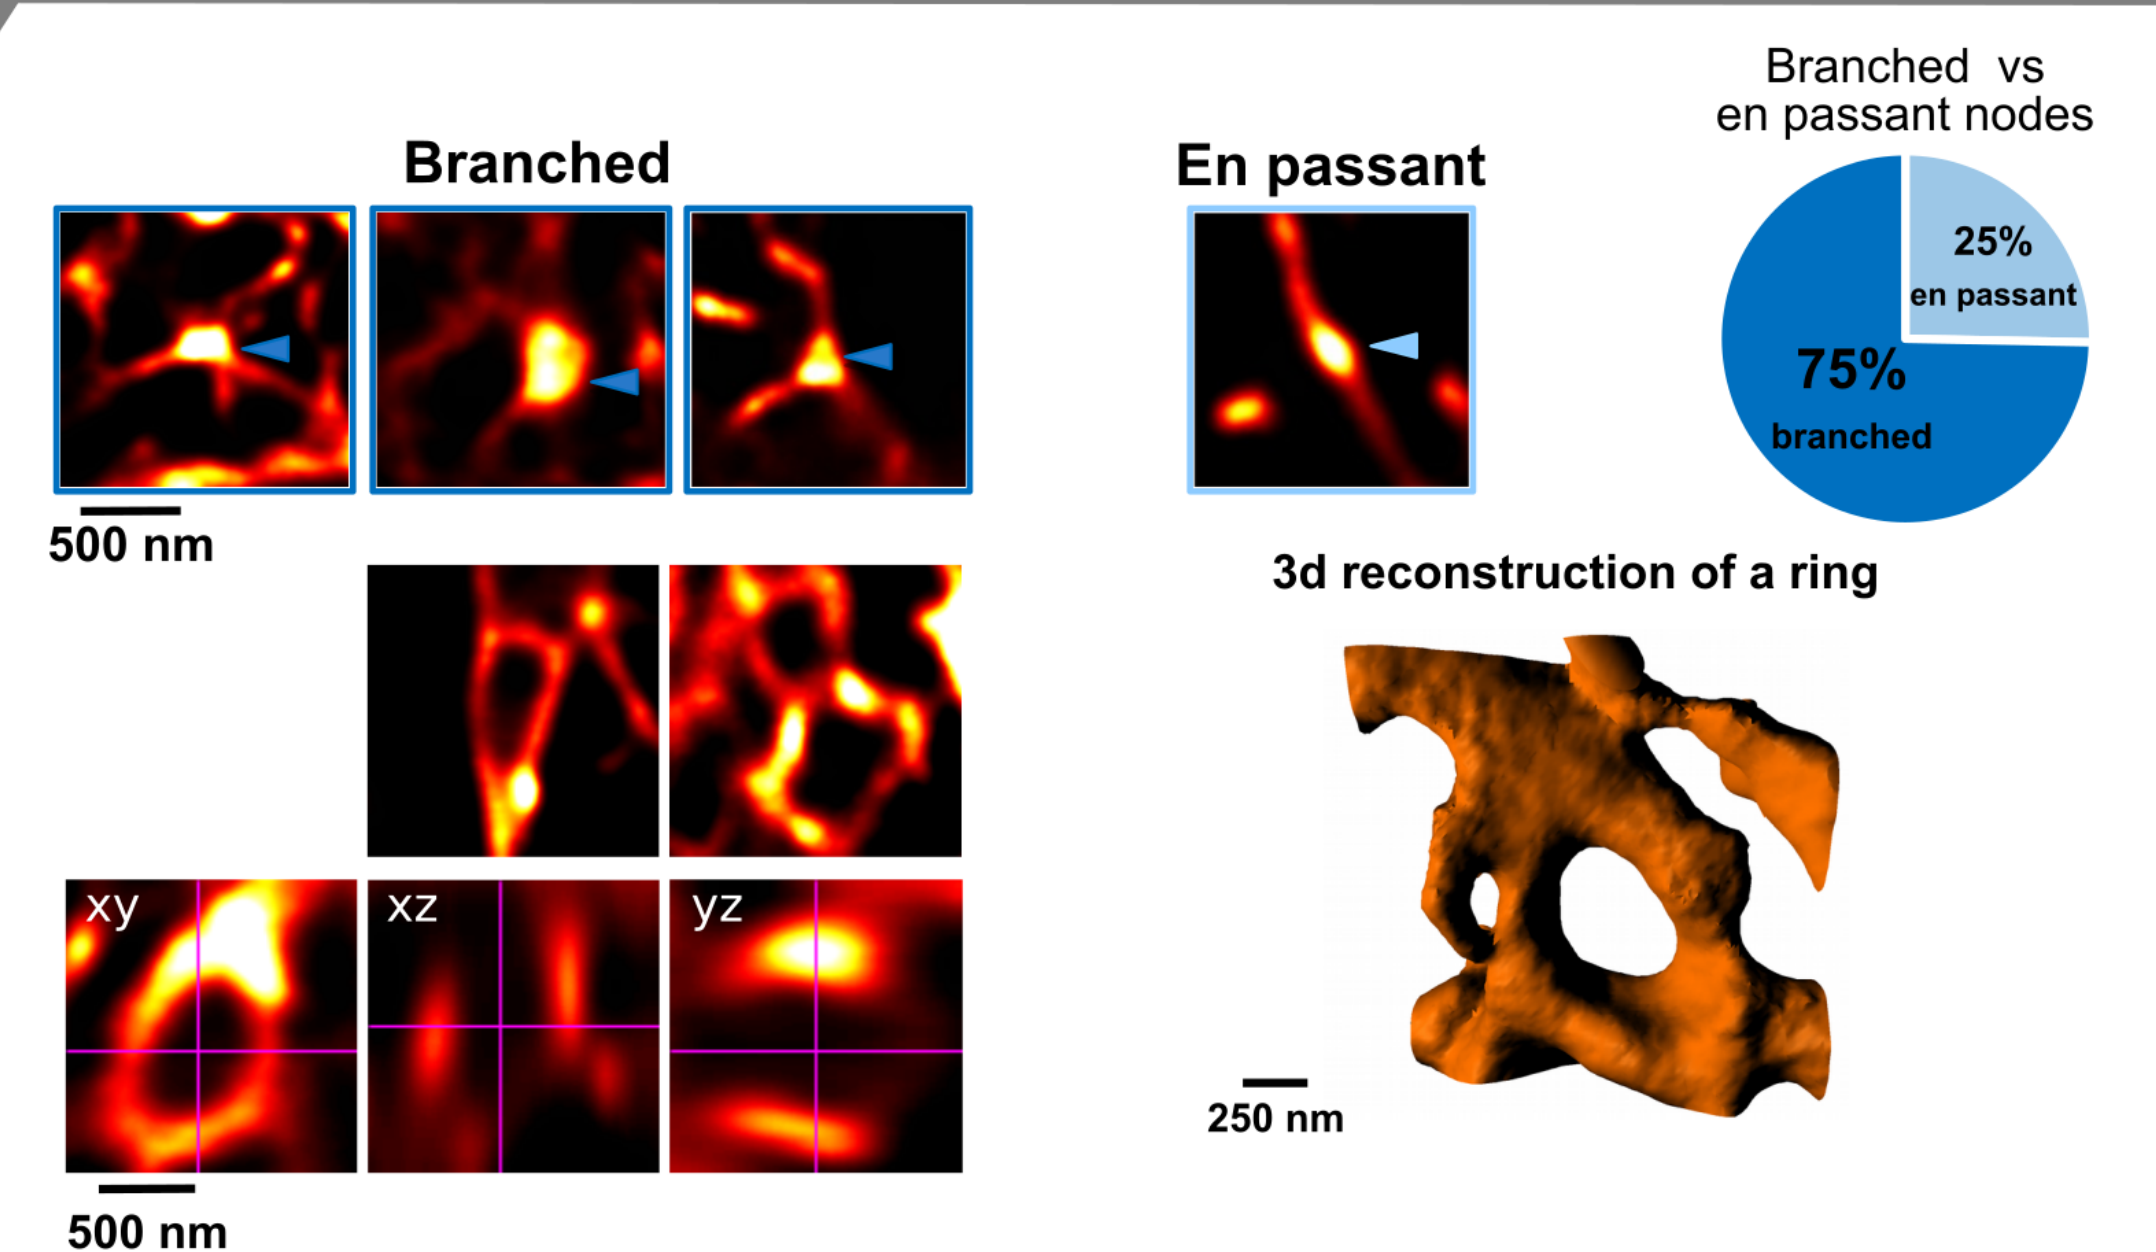 Branched vs
en passant nodes
Branched
En passant
25%
en passant
75%
branched
500 nm
3d reconstruction of a ring
xy
xz
yz
250 nm
500 nm